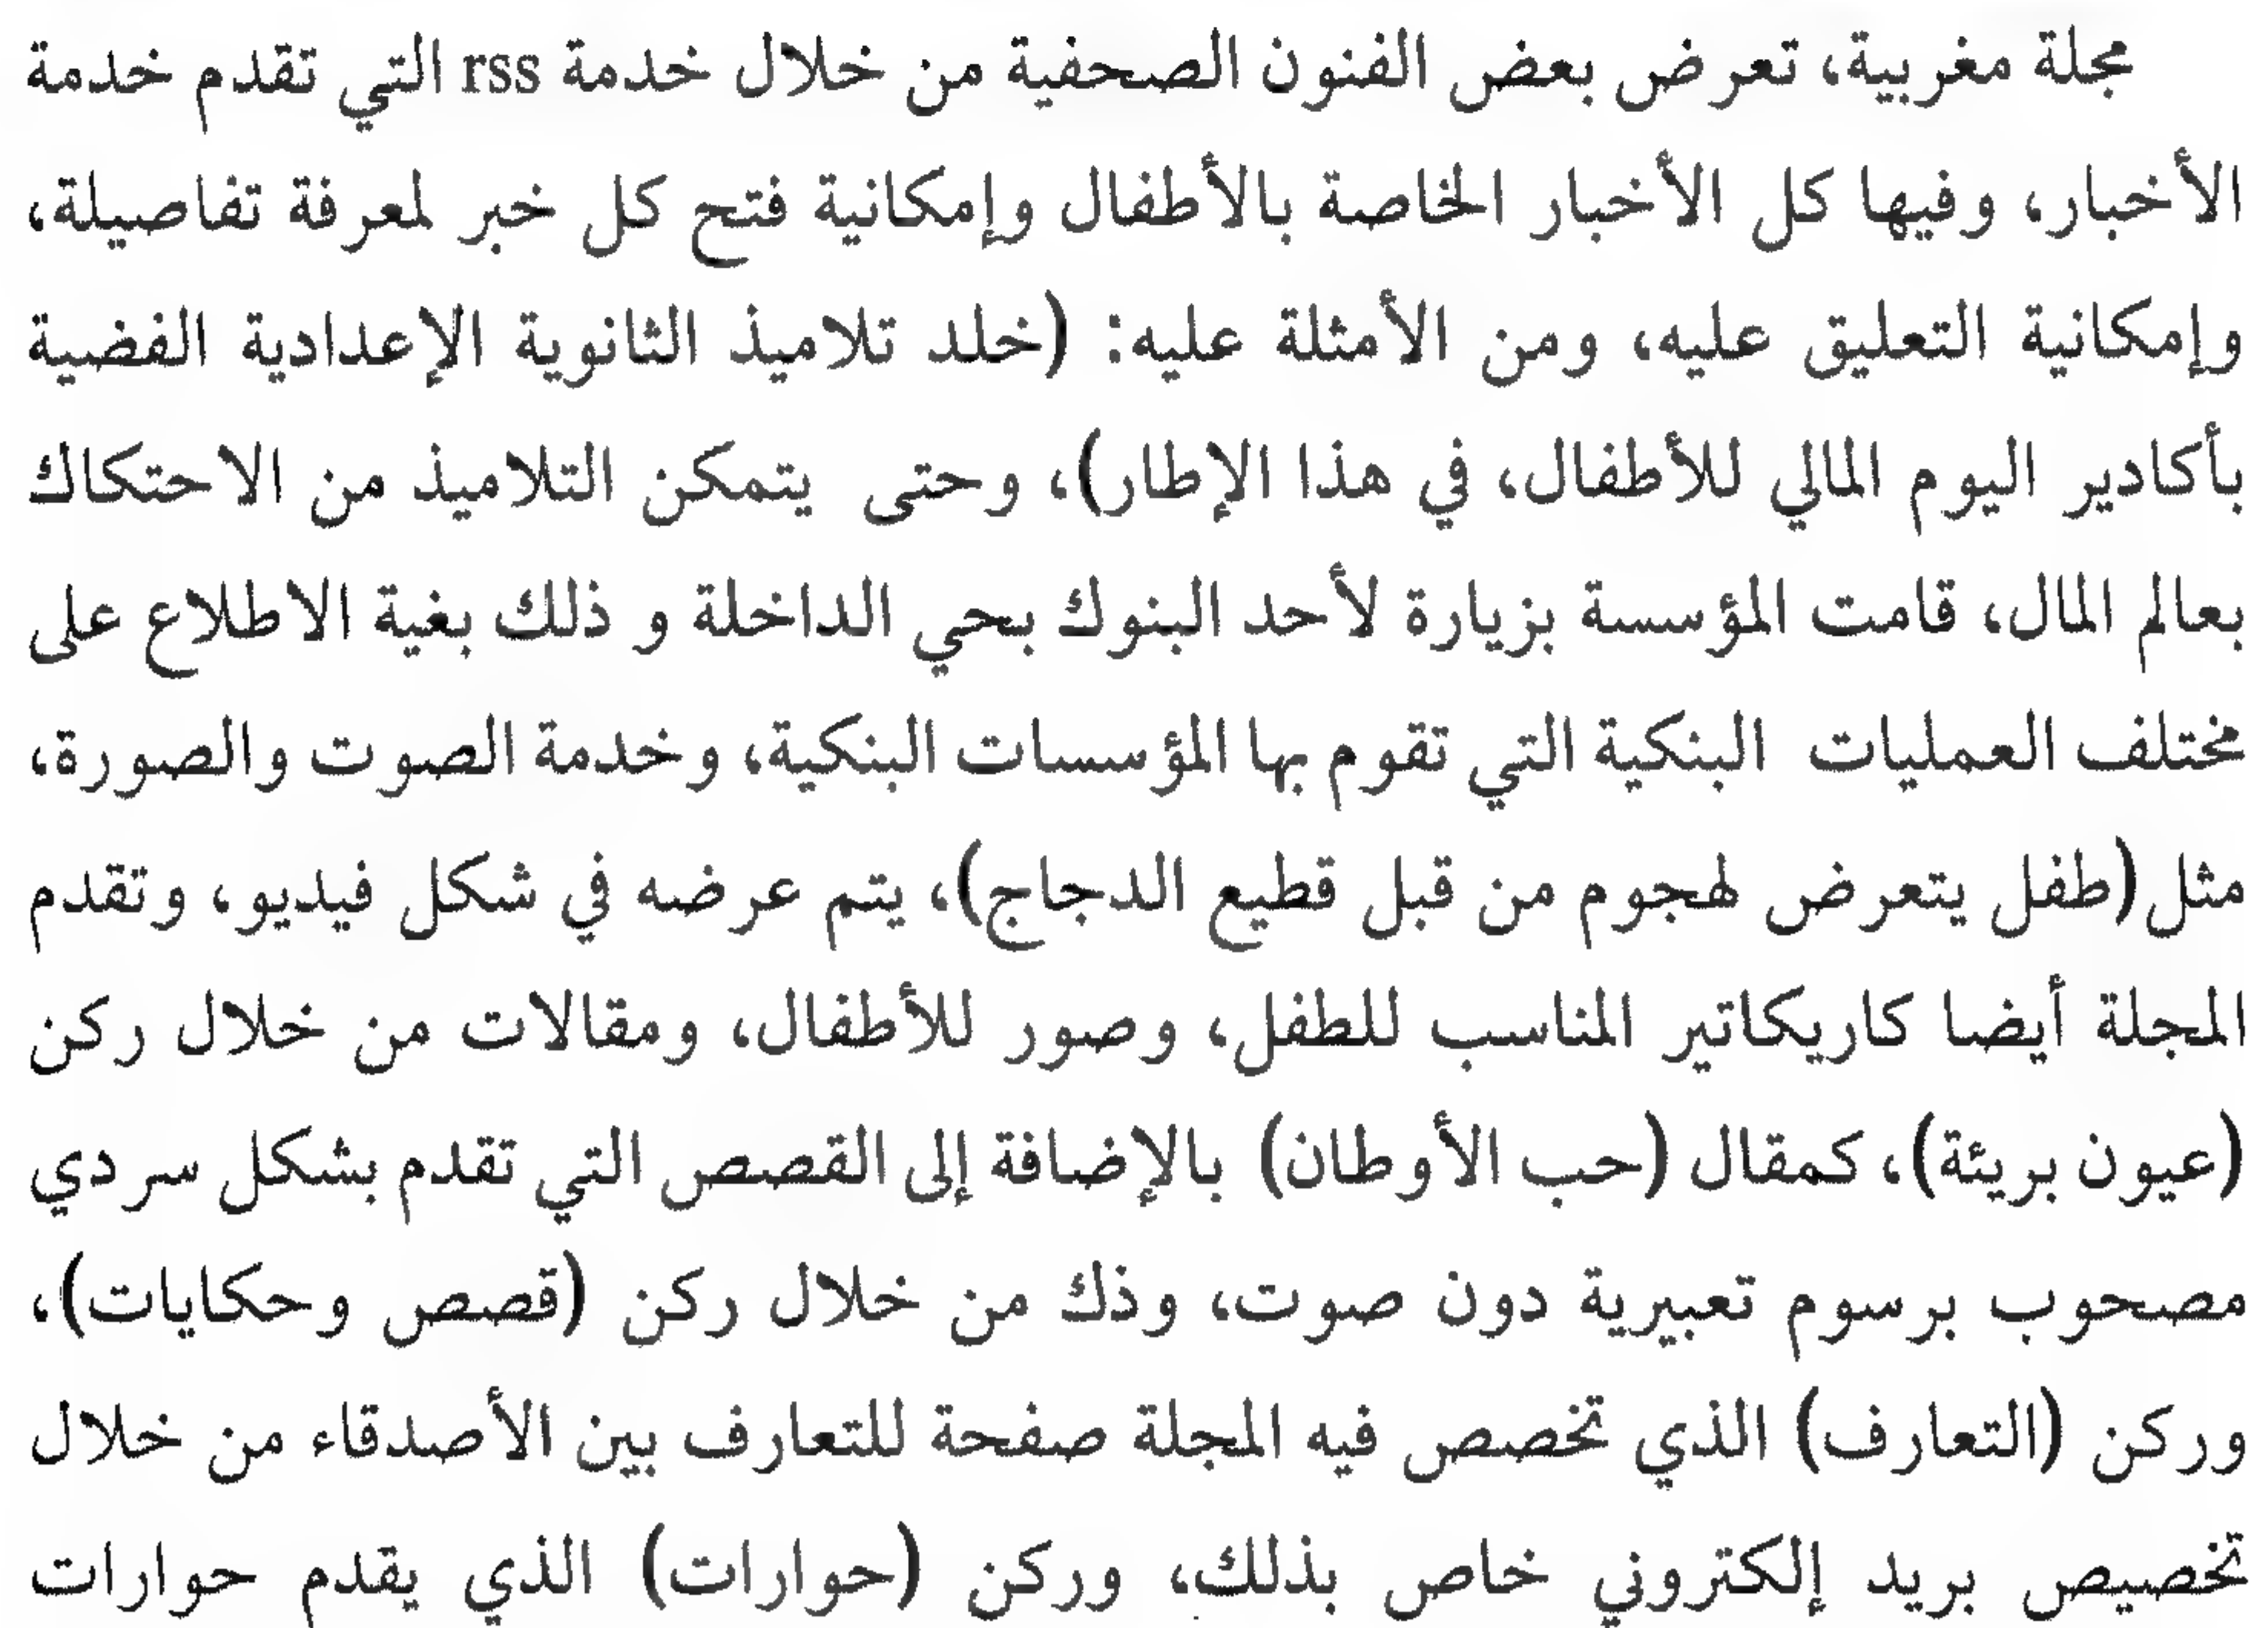 مجلة مغربية، تعرض بعض الفنون الصحفية من خلال خدمة rss التي تقدم خدمة
الأخبار، وفيها كل الأخبار الخاصة بالأطفال وإمكانية فتح كل خبر لمعرفة تفاصيلة،
وإمكانية التعليق عليه، ومن الأمثلة عليه: (خلد تلاميذ الثانوية الإعدادية الفضية
بأكادير اليوم المالي للأطفال، في هذا الإطار)، وحتى يتمكن التلاميذ من الاحتكاك
بعالم المال، قامت المؤسسة بزيارة لأحد البنوك بحي الداخلة و ذلك بغية الاطلاع على
مختلف العمليات البنكية التي تقوم بها المؤسسات البنكية، وخدمة الصوت والصورة،
مثل (طفل يتعرض لهجوم من قبل قطيع الدجاج)، يتم عرضه في شكل فيديو، وتقدم
المجلة أيضا كاريكاتير المناسب للطفل، وصور للأطفال، ومقالات من خلال ركن
(عيون بريئة)، كمقال (حب الأوطان) بالإضافة إلى القصص التي تقدم بشكل سردي
مصحوب برسوم تعبيرية دون صوت، وذك من خلال ركن (قصص وحكايات)،
وركن (التعارف) الذي تخصص فيه المجلة صفحة للتعارف بين الأصدقاء من خلال
تخصيص بريد إلكتروني خاص بذلك، وركن (حوارات) الذي يقدم حوارات